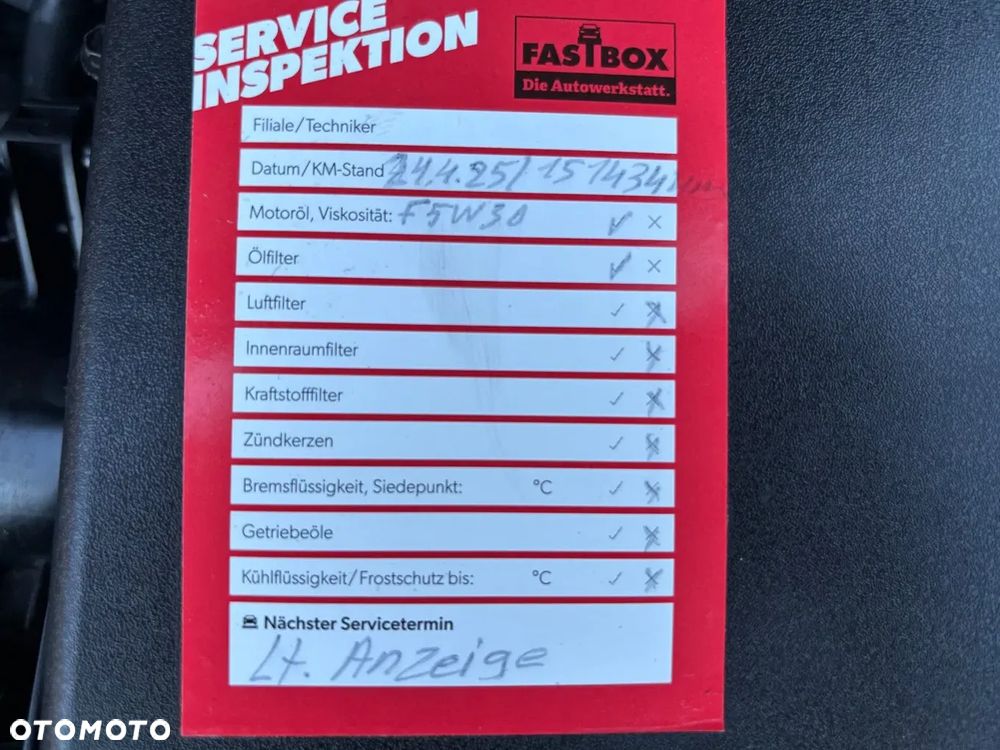 SERVICE
INSPEKTION
FASTBOX
Die Autowerkstatt.
Filiale/Techniker
Datum/KM-Stand 24.4.25/ 151434km
Motoröl, Viskosität: F5W30 ✓ ×
Ölfilter ✓ ×
Luftfilter ✓ ×
Innenraumfilter ✓ ×
Kraftstofffilter ✓ ×
Zündkerzen ✓ ×
Bremsflüssigkeit, Siedepunkt: °C ✓ ×
Getriebeöle ✓ ×
Kühlflüssigkeit/Frostschutz bis: °C ✓ ×
Nächster Servicetermin
Lt. Anzeige
OTOMOTO